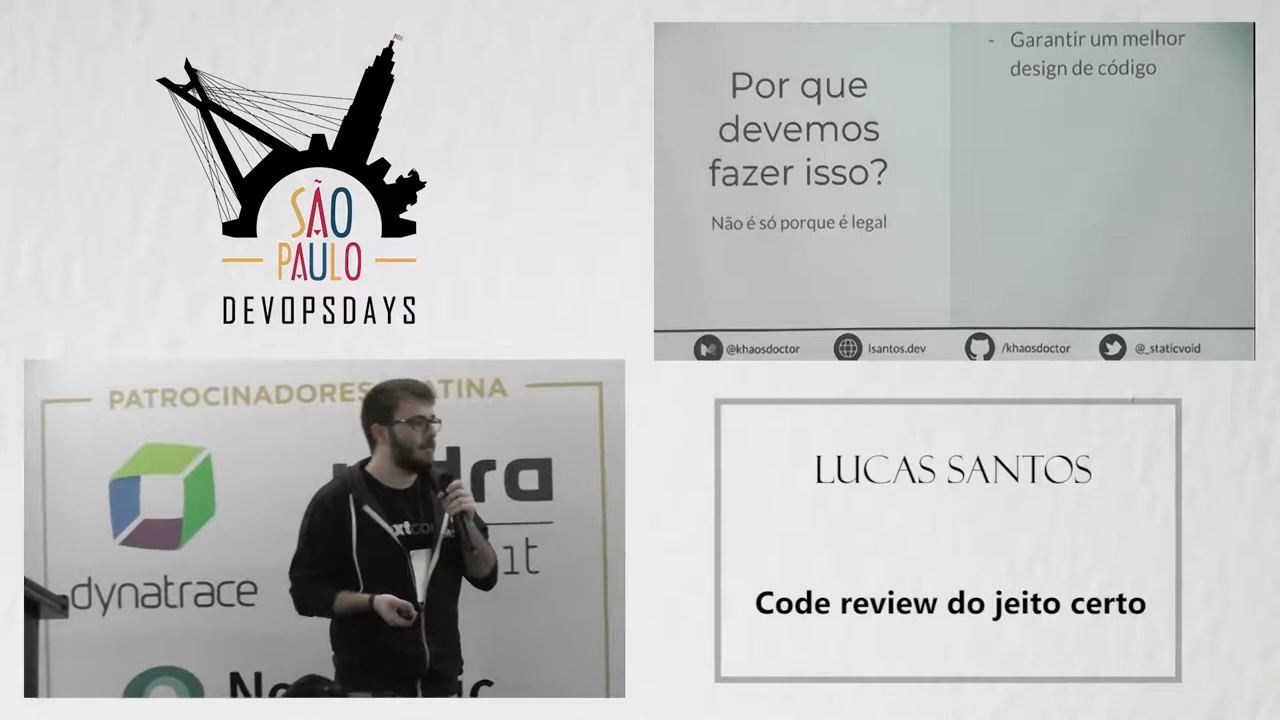 SÃO
PAULO
DEVOPSDAYS
Por que
devemos
fazer isso?
Não é só porque é legal
- Garantir um melhor
design de código
@khaosdoctor
lsantos.dev
/khaosdoctor
@_staticvoid
PATROCINADORES
dynatrace
LUCAS SANTOS
Code review do jeito certo